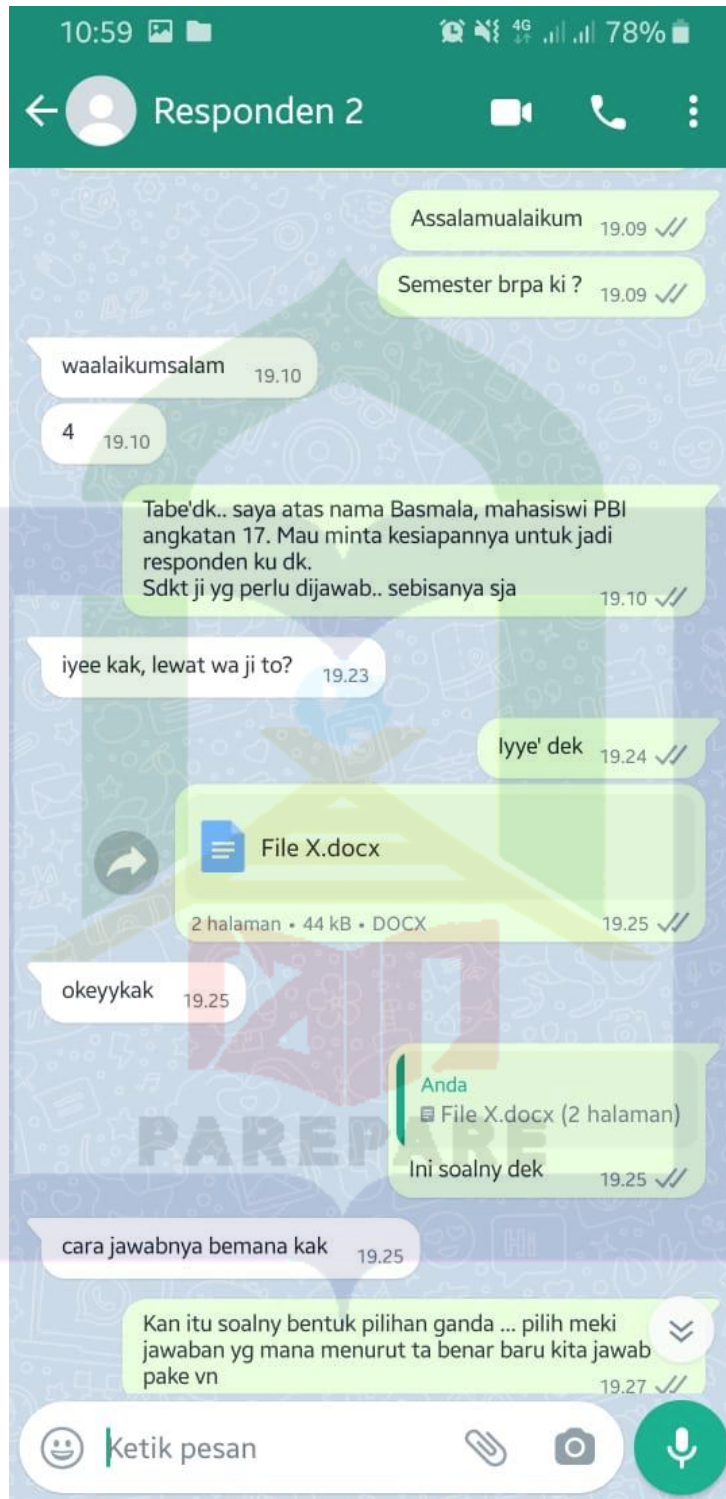 10:59
4G
78%
Responden 2
Assalamualaikum 19.09
Semester brpa ki ? 19.09
waalaikumsalam 19.10
4 19.10
Tabe'dk.. saya atas nama Basmala, mahasiswi PBI
angkatan 17. Mau minta kesiapannya untuk jadi
responden ku dk.
Sdkt ji yg perlu dijawab.. sebisanya sja 19.10
iyee kak, lewat wa ji to? 19.23
Iyye' dek 19.24
File X.docx
2 halaman • 44 kB • DOCX 19.25
okeyykak 19.25
Anda
File X.docx (2 halaman)
Ini soalny dek 19.25
PAREPARE
cara jawabnya bemana kak 19.25
Kan itu soalny bentuk pilihan ganda ... pilih meki
jawaban yg mana menurut ta benar baru kita jawab
pake vn 19.27
Ketik pesan